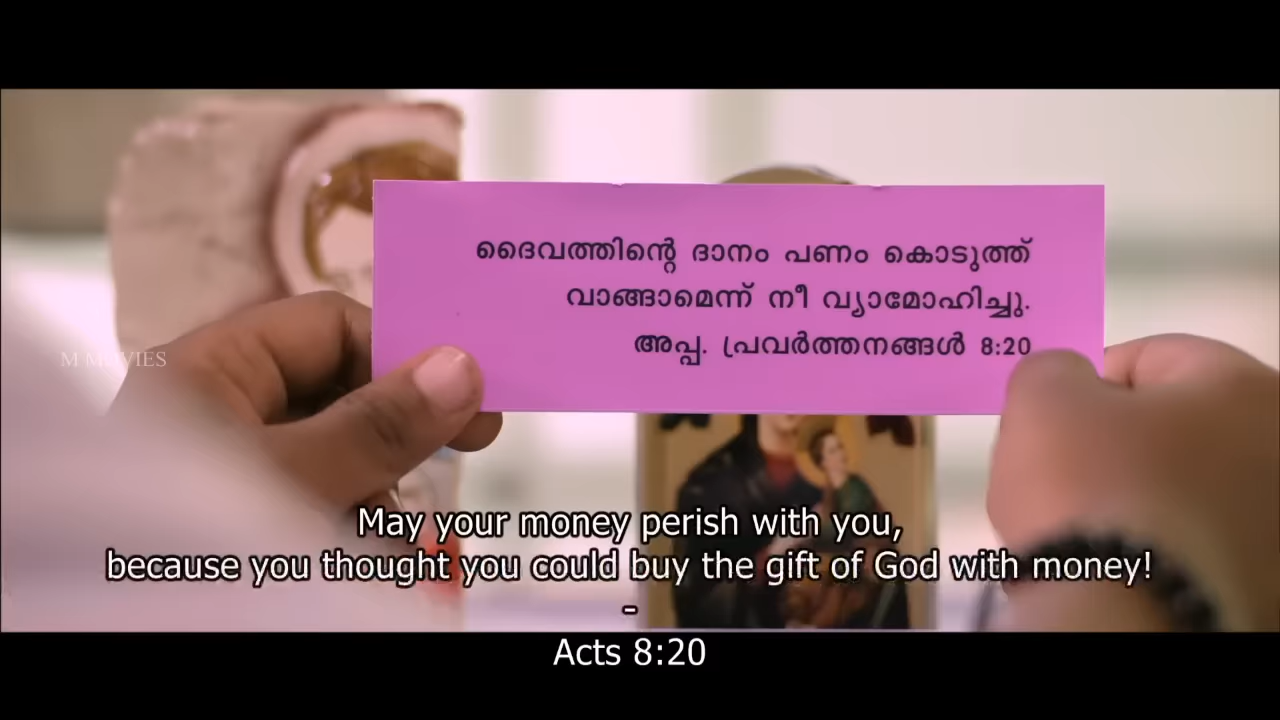 ദൈവത്തിന്റെ ദാനം പണം കൊടുത്ത്
വാങ്ങാമെന്ന് നീ വ്യാമോഹിച്ചു.
അപ്പ. പ്രവർത്തനങ്ങൾ 8:20
M MOVIES
May your money perish with you,
because you thought you could buy the gift of God with money!
-
Acts 8:20